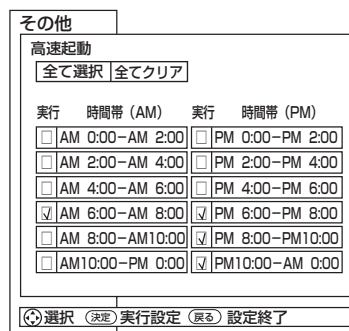 その他
高速起動
全て選択 全てクリア
実行 時間帯（AM） 実行 時間帯（PM）
□ AM 0:00－AM 2:00 □ PM 0:00－PM 2:00
□ AM 2:00－AM 4:00 □ PM 2:00－PM 4:00
□ AM 4:00－AM 6:00 □ PM 4:00－PM 6:00
☑ AM 6:00－AM 8:00 ☑ PM 6:00－PM 8:00
□ AM 8:00－AM10:00 ☑ PM 8:00－PM10:00
□ AM10:00－PM 0:00 ☑ PM10:00－AM 0:00
選択 決定 実行設定 戻る 設定終了